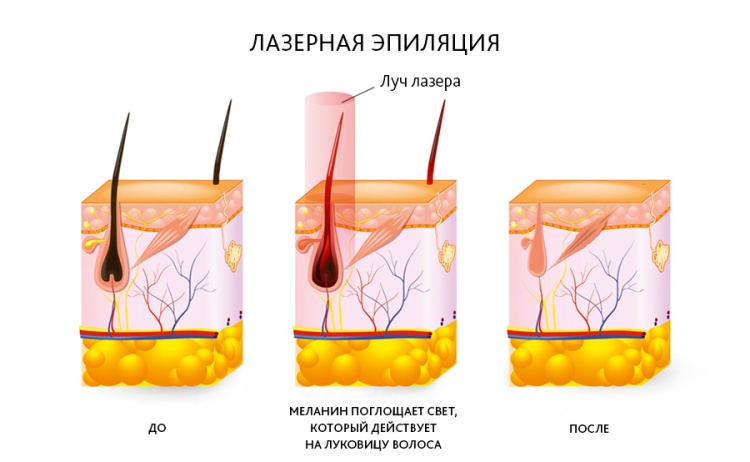 ЛАЗЕРНАЯ ЭПИЛЯЦИЯ
Луч лазера
ДО
МЕЛАНИН ПОГЛОЩАЕТ СВЕТ,
КОТОРЫЙ ДЕЙСТВУЕТ
НА ЛУКОВИЦУ ВОЛОСА
ПОСЛЕ